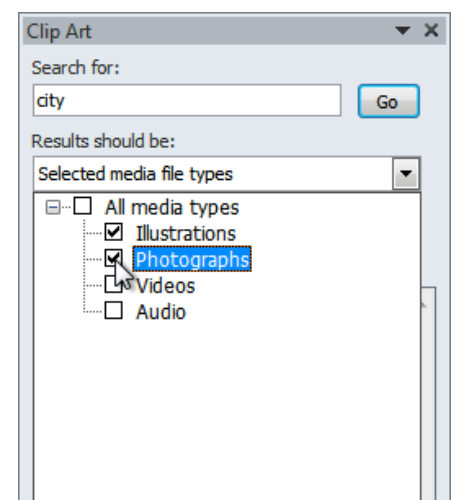 Clip Art
Search for:
city
Go
Results should be:
Selected media file types
All media types
Illustrations
Photographs
Videos
Audio